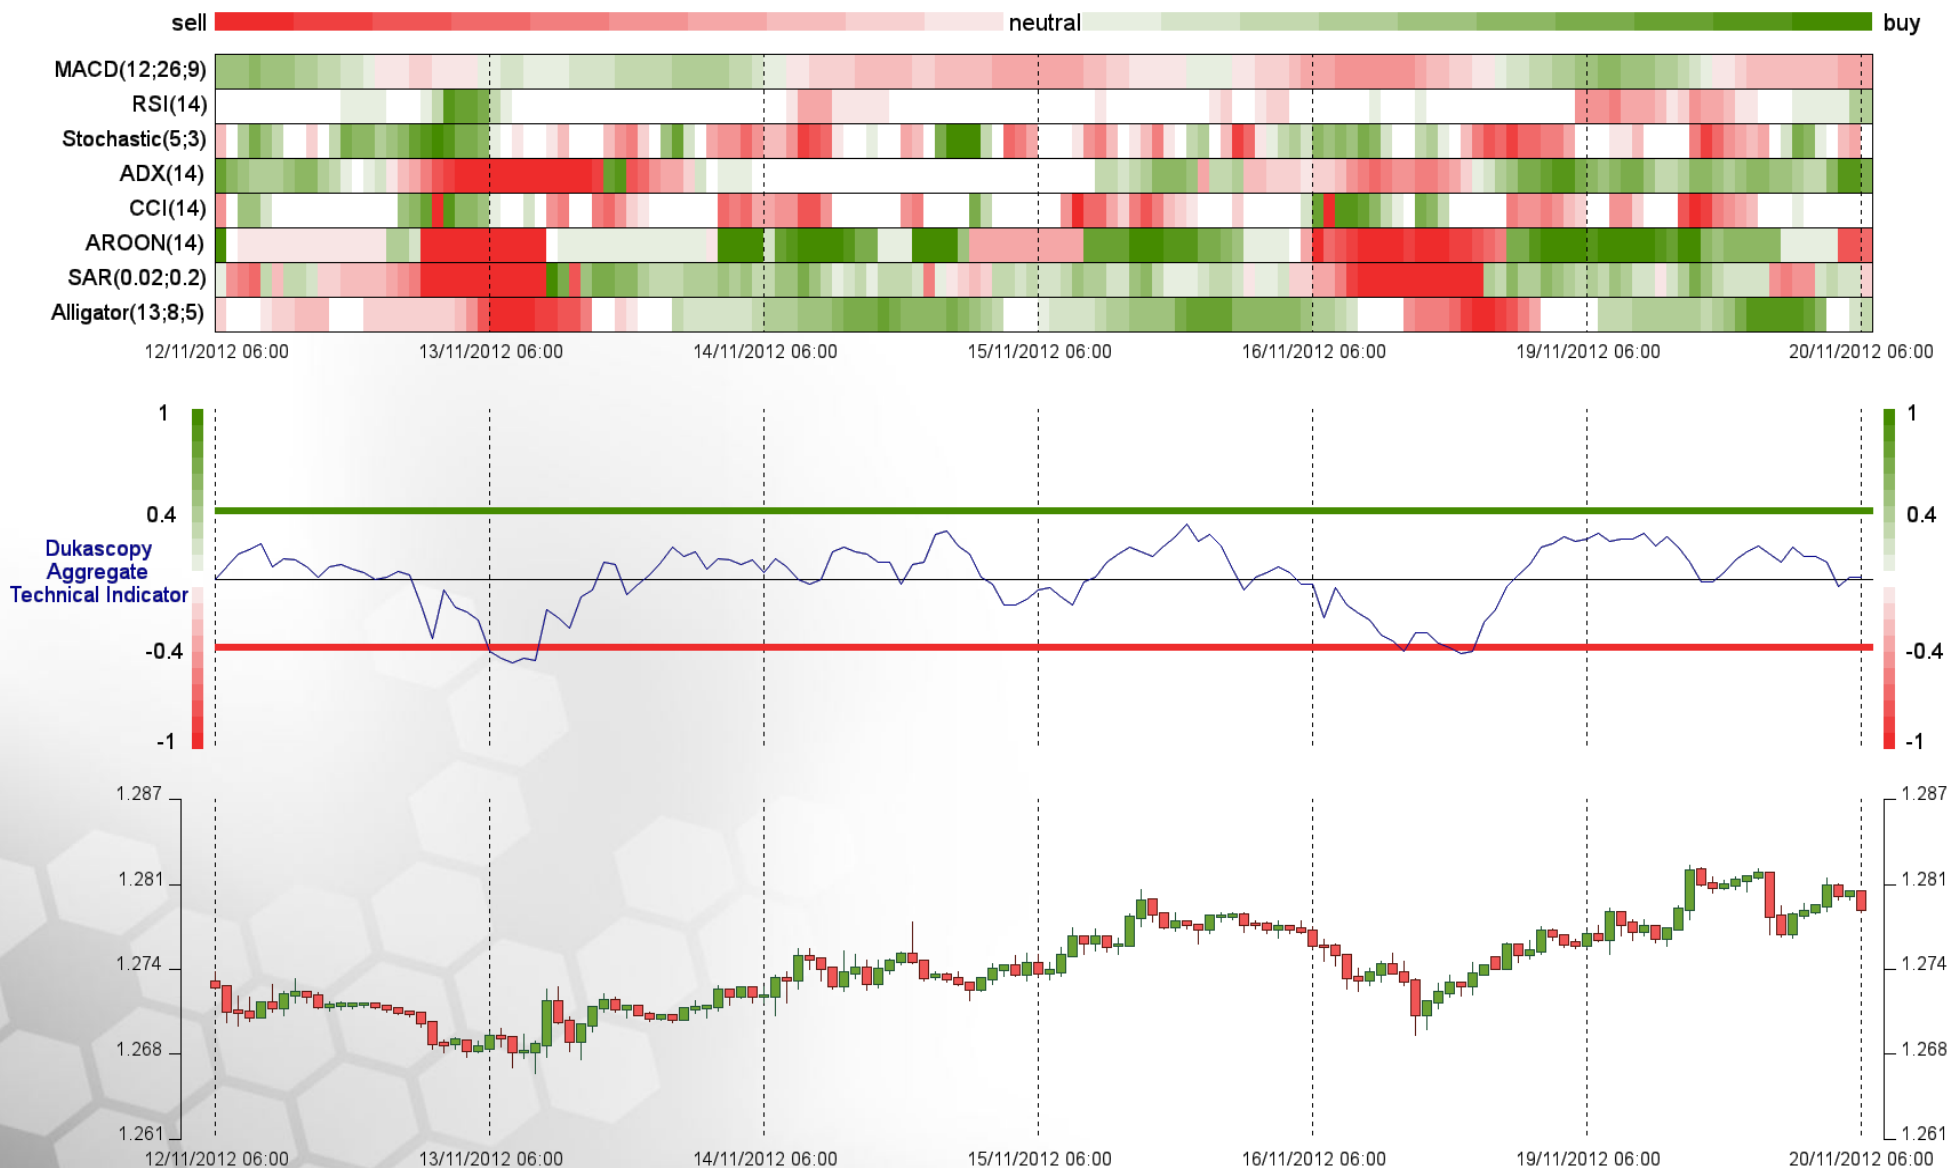 sell neutral buy
MACD(12;26;9)
RSI(14)
Stochastic(5;3)
ADX(14)
CCI(14)
AROON(14)
SAR(0.02;0.2)
Alligator(13;8;5)
12/11/2012 06:00 13/11/2012 06:00 14/11/2012 06:00 15/11/2012 06:00 16/11/2012 06:00 19/11/2012 06:00 20/11/2012 06:00
1 1
0.4 0.4
Dukascopy
Aggregate
Technical Indicator
-0.4 -0.4
-1 -1
1.287 1.287
1.281 1.281
1.274 1.274
1.268 1.268
1.261 1.261
12/11/2012 06:00 13/11/2012 06:00 14/11/2012 06:00 15/11/2012 06:00 16/11/2012 06:00 19/11/2012 06:00 20/11/2012 06:00